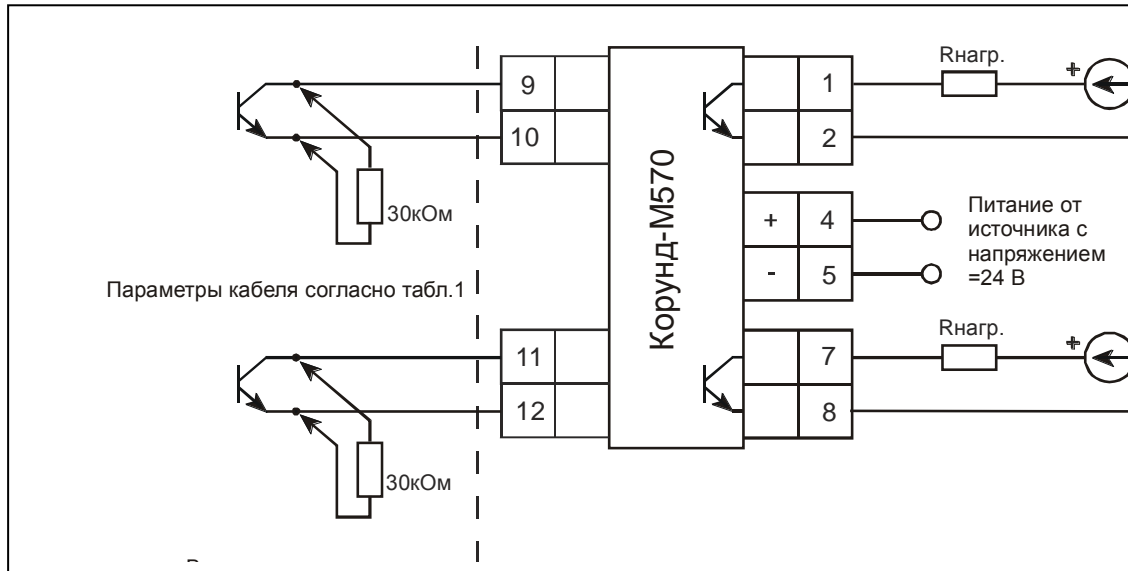 Rнагр.
+
9
10
1
2
30кОм
Корунд-М570
+ 4
- 5
Питание от
источника с
напряжением
=24 В
Параметры кабеля согласно табл.1
Rнагр.
+
11
12
7
8
30кОм